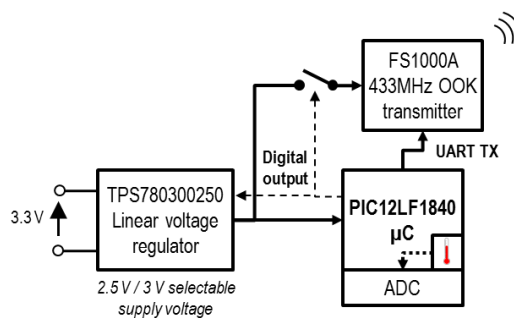 FS1000A
433MHz OOK
transmitter
Digital
output
UART TX
3.3 V
TPS780300250
Linear voltage
regulator
PIC12LF1840
µC
ADC
2.5 V / 3 V selectable
supply voltage